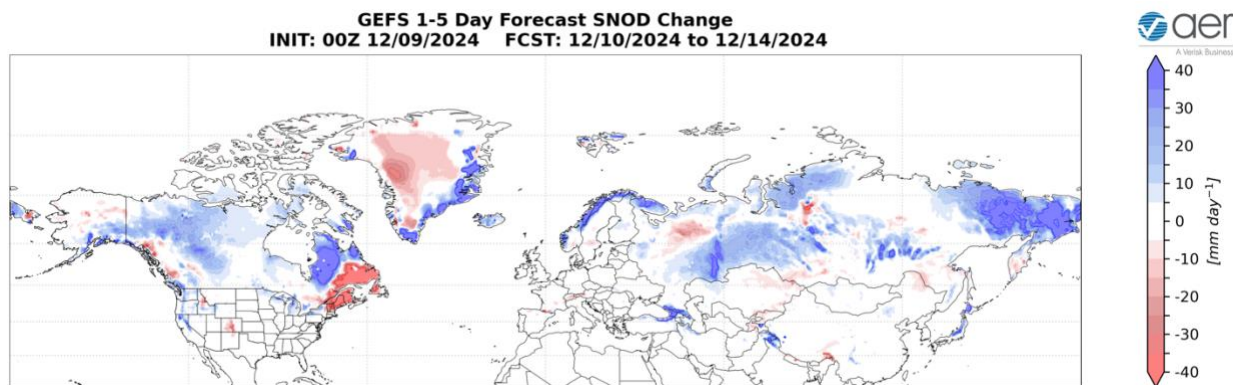 GEFS 1-5 Day Forecast SNOD Change
INIT: 00Z 12/09/2024 FCST: 12/10/2024 to 12/14/2024
aer
A Verisk Business
40
30
20
10
0
-10
-20
-30
-40
[mm day⁻¹]